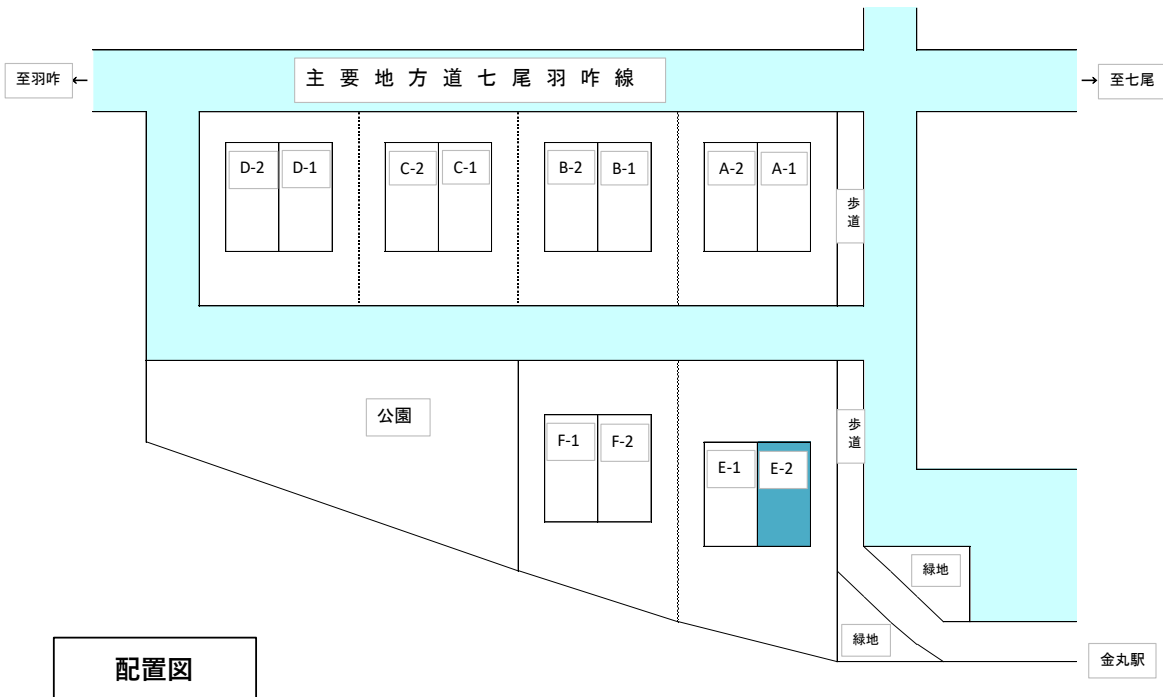 至羽咋 ←
主要地方道七尾羽咋線
→ 至七尾
D-2 D-1 C-2 C-1 B-2 B-1 A-2 A-1
歩道
公園
F-1 F-2
歩道
E-1 E-2
緑地
緑地
金丸駅
配置図